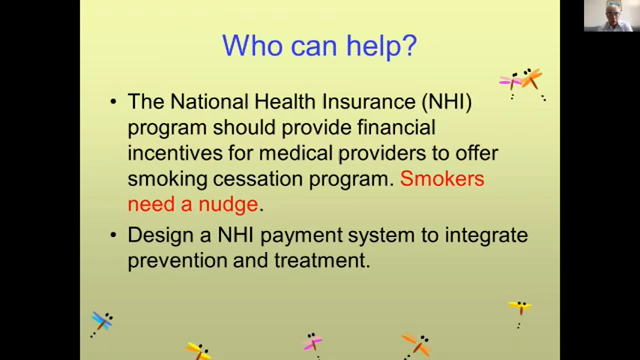 Who can help?
• The National Health Insurance (NHI)
program should provide financial
incentives for medical providers to offer
smoking cessation program. Smokers
need a nudge.
• Design a NHI payment system to integrate
prevention and treatment.